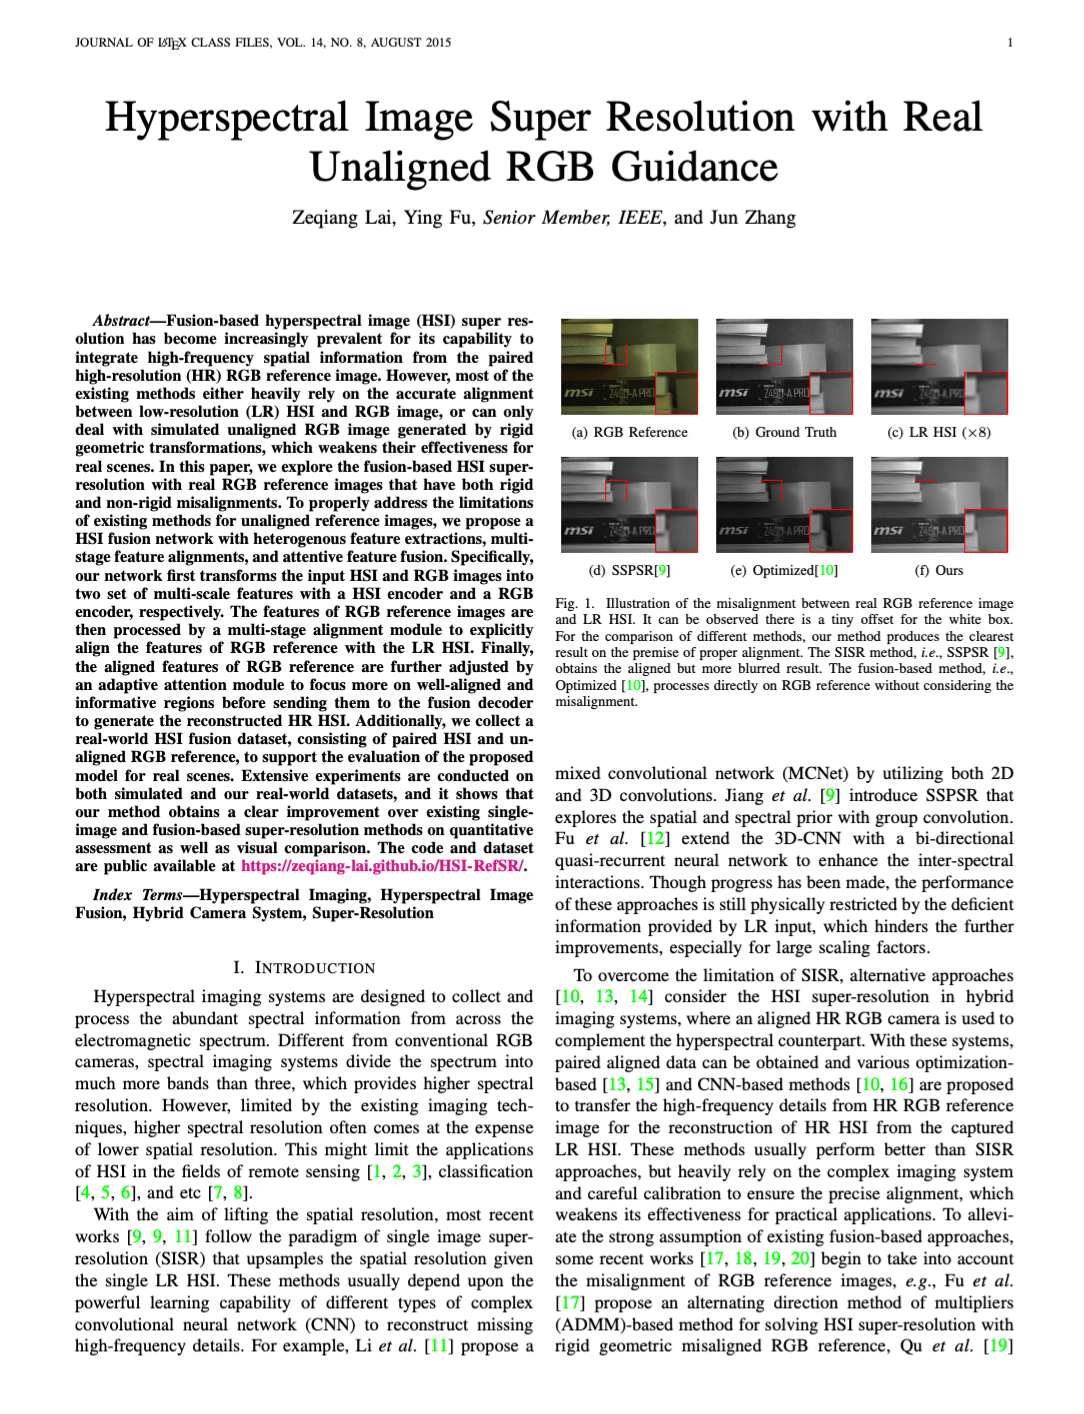 JOURNAL OF LATEX CLASS FILES, VOL. 14, NO. 8, AUGUST 2015
1
Hyperspectral Image Super Resolution with Real
Unaligned RGB Guidance
Zeqiang Lai, Ying Fu, Senior Member, IEEE, and Jun Zhang
Abstract—Fusion-based hyperspectral image (HSI) super res-
olution has become increasingly prevalent for its capability to
integrate high-frequency spatial information from the paired
high-resolution (HR) RGB reference image. However, most of the
existing methods either heavily rely on the accurate alignment
between low-resolution (LR) HSI and RGB image, or can only
deal with simulated unaligned RGB image generated by rigid
geometric transformations, which weakens their effectiveness for
real scenes. In this paper, we explore the fusion-based HSI super-
resolution with real RGB reference images that have both rigid
and non-rigid misalignments. To properly address the limitations
of existing methods for unaligned reference images, we propose a
HSI fusion network with heterogenous feature extractions, multi-
stage feature alignments, and attentive feature fusion. Specifically,
our network first transforms the input HSI and RGB images into
two set of multi-scale features with a HSI encoder and a RGB
encoder, respectively. The features of RGB reference images are
then processed by a multi-stage alignment module to explicitly
align the features of RGB reference with the LR HSI. Finally,
the aligned features of RGB reference are further adjusted by
an adaptive attention module to focus more on well-aligned and
informative regions before sending them to the fusion decoder
to generate the reconstructed HR HSI. Additionally, we collect a
real-world HSI fusion dataset, consisting of paired HSI and un-
aligned RGB reference, to support the evaluation of the proposed
model for real scenes. Extensive experiments are conducted on
both simulated and our real-world datasets, and it shows that
our method obtains a clear improvement over existing single-
image and fusion-based super-resolution methods on quantitative
assessment as well as visual comparison. The code and dataset
are public available at https://zeqiang-lai.github.io/HSI-RefSR/.
Index Terms—Hyperspectral Imaging, Hyperspectral Image
Fusion, Hybrid Camera System, Super-Resolution
I. INTRODUCTION
Hyperspectral imaging systems are designed to collect and
process the abundant spectral information from across the
electromagnetic spectrum. Different from conventional RGB
cameras, spectral imaging systems divide the spectrum into
much more bands than three, which provides higher spectral
resolution. However, limited by the existing imaging tech-
niques, higher spectral resolution often comes at the expense
of lower spatial resolution. This might limit the applications
of HSI in the fields of remote sensing [1, 2, 3], classification
[4, 5, 6], and etc [7, 8].
With the aim of lifting the spatial resolution, most recent
works [9, 9, 11] follow the paradigm of single image super-
resolution (SISR) that upsamples the spatial resolution given
the single LR HSI. These methods usually depend upon the
powerful learning capability of different types of complex
convolutional neural network (CNN) to reconstruct missing
high-frequency details. For example, Li et al. [11] propose a
msi Z490-A PRO
msi Z490-A PRO
msi Z490-A PRO
(a) RGB Reference
(b) Ground Truth
(c) LR HSI (×8)
msi Z490-A PRO
msi Z490-A PRO
msi Z490-A PRO
(d) SSPSR[9]
(e) Optimized[10]
(f) Ours
Fig. 1. Illustration of the misalignment between real RGB reference image
and LR HSI. It can be observed there is a tiny offset for the white box.
For the comparison of different methods, our method produces the clearest
result on the premise of proper alignment. The SISR method, i.e., SSPSR [9],
obtains the aligned but more blurred result. The fusion-based method, i.e.,
Optimized [10], processes directly on RGB reference without considering the
misalignment.
mixed convolutional network (MCNet) by utilizing both 2D
and 3D convolutions. Jiang et al. [9] introduce SSPSR that
explores the spatial and spectral prior with group convolution.
Fu et al. [12] extend the 3D-CNN with a bi-directional
quasi-recurrent neural network to enhance the inter-spectral
interactions. Though progress has been made, the performance
of these approaches is still physically restricted by the deficient
information provided by LR input, which hinders the further
improvements, especially for large scaling factors.
To overcome the limitation of SISR, alternative approaches
[10, 13, 14] consider the HSI super-resolution in hybrid
imaging systems, where an aligned HR RGB camera is used to
complement the hyperspectral counterpart. With these systems,
paired aligned data can be obtained and various optimization-
based [13, 15] and CNN-based methods [10, 16] are proposed
to transfer the high-frequency details from HR RGB reference
image for the reconstruction of HR HSI from the captured
LR HSI. These methods usually perform better than SISR
approaches, but heavily rely on the complex imaging system
and careful calibration to ensure the precise alignment, which
weakens its effectiveness for practical applications. To allevi-
ate the strong assumption of existing fusion-based approaches,
some recent works [17, 18, 19, 20] begin to take into account
the misalignment of RGB reference images, e.g., Fu et al.
[17] propose an alternating direction method of multipliers
(ADMM)-based method for solving HSI super-resolution with
rigid geometric misaligned RGB reference, Qu et al. [19]